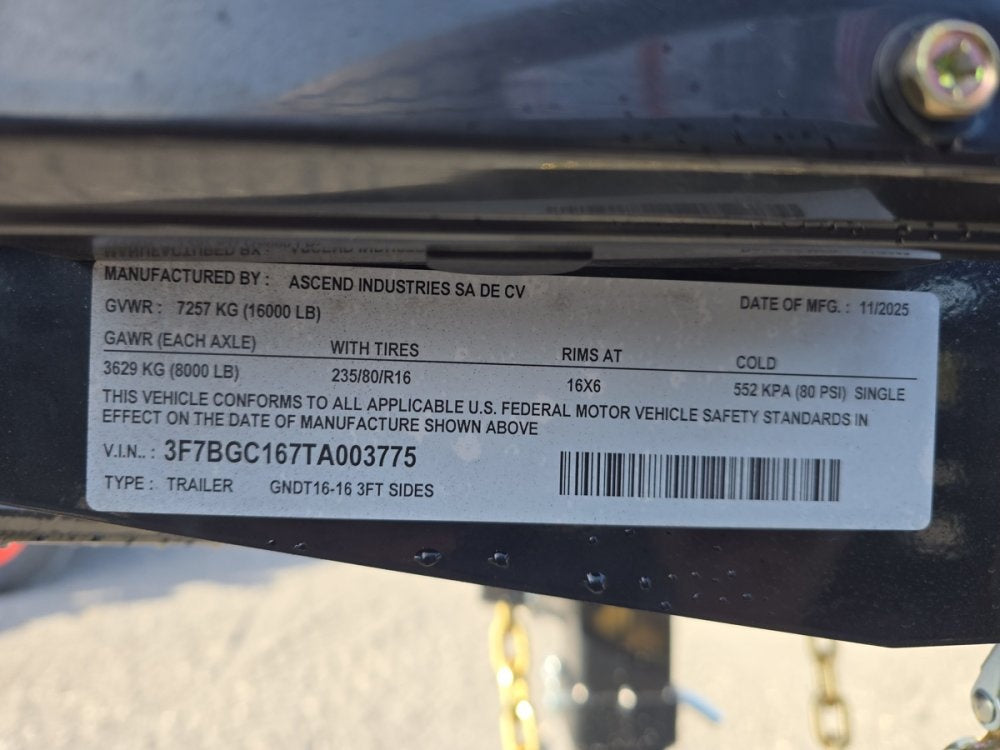 MANUFACTURED BY : ASCEND INDUSTRIES SA DE CV
DATE OF MFG. : 11/2025
GVWR : 7257 KG (16000 LB)
GAWR (EACH AXLE) WITH TIRES RIMS AT COLD
3629 KG (8000 LB) 235/80/R16 16X6 552 KPA (80 PSI) SINGLE
THIS VEHICLE CONFORMS TO ALL APPLICABLE U.S. FEDERAL MOTOR VEHICLE SAFETY STANDARDS IN
EFFECT ON THE DATE OF MANUFACTURE SHOWN ABOVE
V.I.N.. : 3F7BGC167TA003775
TYPE : TRAILER GNDT16-16 3FT SIDES